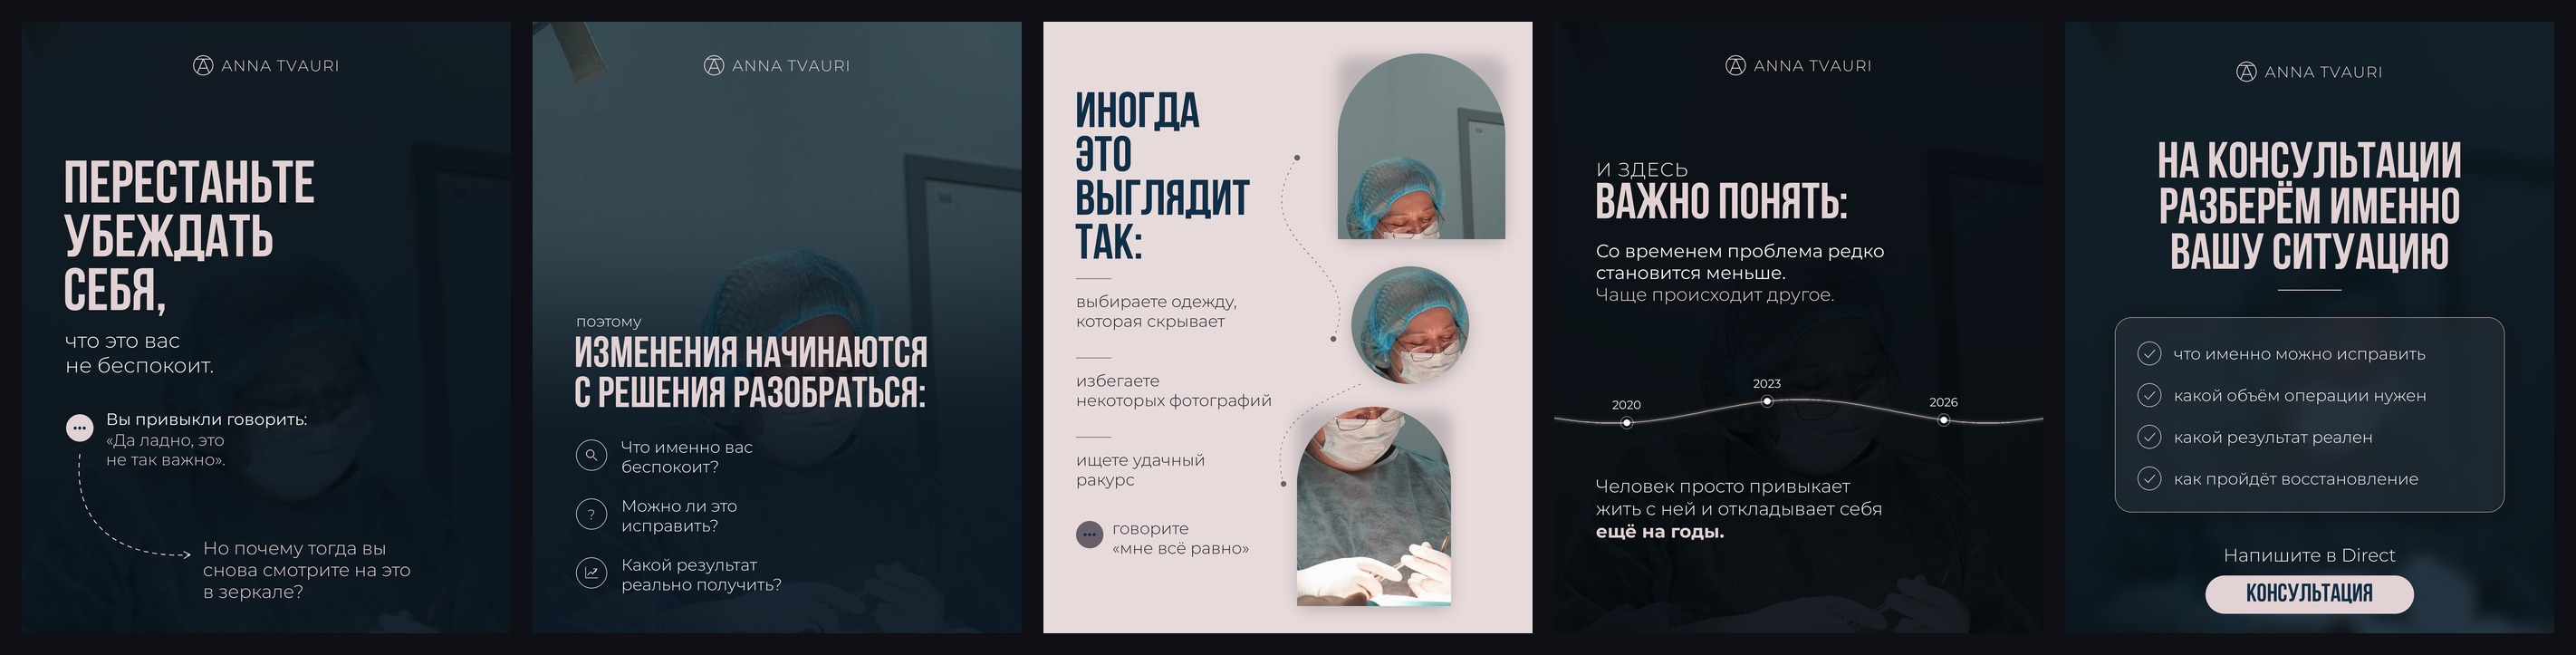 ANNA TVAURI
ПЕРЕСТАНЬТЕ
УБЕЖДАТЬ
СЕБЯ,
что это вас
не беспокоит.
Вы привыкли говорить:
«Да ладно, это
не так важно».
Но почему тогда вы
снова смотрите на это
в зеркале?
ANNA TVAURI
поэтому
ИЗМЕНЕНИЯ НАЧИНАЮТСЯ
С РЕШЕНИЯ РАЗОБРАТЬСЯ:
Что именно вас
беспокоит?
?
Можно ли это
исправить?
Какой результат
реально получить?
ИНОГДА
ЭТО
ВЫГЛЯДИТ
ТАК:
выбираете одежду,
которая скрывает
избегаете
некоторых фотографий
ищете удачный
ракурс
говорите
«мне всё равно»
ANNA TVAURI
И ЗДЕСЬ
ВАЖНО ПОНЯТЬ:
Со временем проблема редко
становится меньше.
Чаще происходит другое.
2020
2023
2026
Человек просто привыкает
жить с ней и откладывает себя
ещё на годы.
ANNA TVAURI
НА КОНСУЛЬТАЦИИ
РАЗБЕРЁМ ИМЕННО
ВАШУ СИТУАЦИЮ
что именно можно исправить
какой объём операции нужен
какой результат реален
как пройдёт восстановление
Напишите в Direct
КОНСУЛЬТАЦИЯ